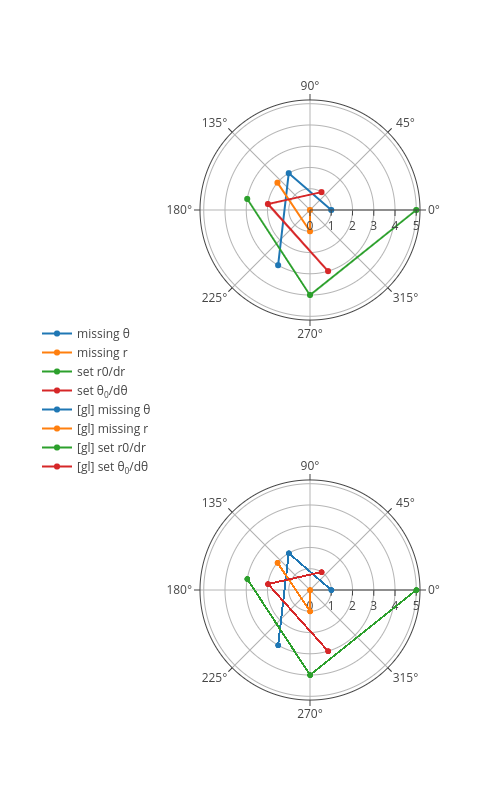 90°
135° 45°
180° 0 1 2 3 4 5 0°
225° 315°
270°
missing θ
missing r
set r0/dr
set θ₀/dθ
[gl] missing θ
[gl] missing r
[gl] set r0/dr
[gl] set θ₀/dθ
90°
135° 45°
180° 0 1 2 3 4 5 0°
225° 315°
270°